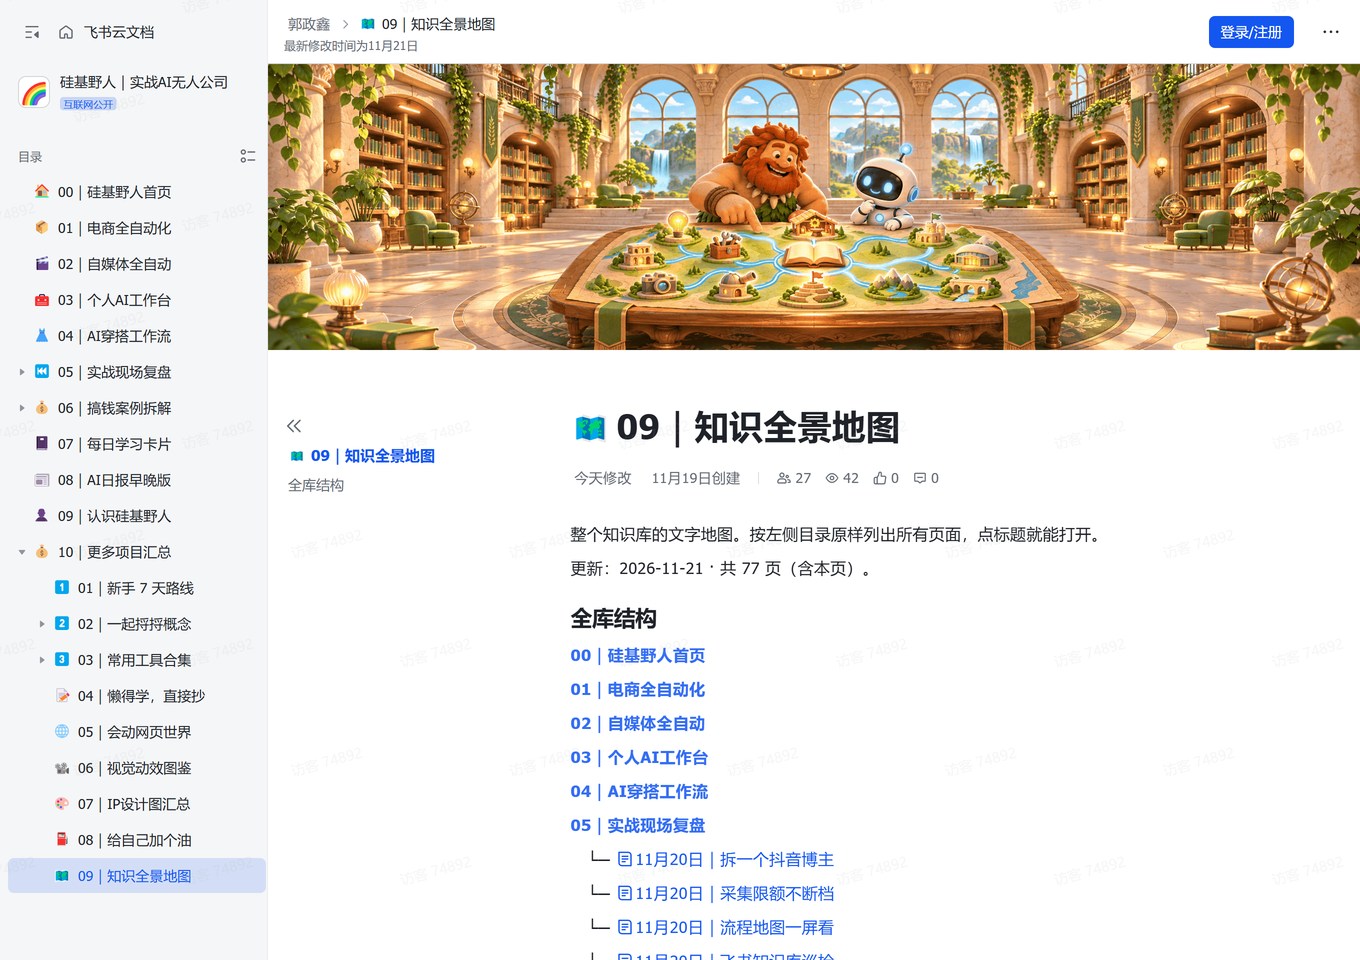 飞书云文档
硅基野人｜实战AI无人公司
互联网公开
目录
00｜硅基野人首页
01｜电商全自动化
02｜自媒体全自动
03｜个人AI工作台
04｜AI穿搭工作流
05｜实战现场复盘
06｜搞钱案例拆解
07｜每日学习卡片
08｜AI日报早晚版
09｜认识硅基野人
10｜更多项目汇总
01｜新手 7 天路线
02｜一起捋捋概念
03｜常用工具合集
04｜懒得学，直接抄
05｜会动网页世界
06｜视觉动效图鉴
07｜IP设计图汇总
08｜给自己加个油
09｜知识全景地图
郭政鑫 > 09｜知识全景地图
最新修改时间为11月21日
登录/注册
09｜知识全景地图
全库结构
09｜知识全景地图
今天修改 11月19日创建 27 42 0 0
整个知识库的文字地图。按左侧目录原样列出所有页面，点标题就能打开。
更新：2026-11-21 · 共 77 页（含本页）。
全库结构
00｜硅基野人首页
01｜电商全自动化
02｜自媒体全自动
03｜个人AI工作台
04｜AI穿搭工作流
05｜实战现场复盘
└─ 11月20日｜拆一个抖音博主
└─ 11月20日｜采集限额不断档
└─ 11月20日｜流程地图一屏看
└─ 11月20日｜飞书知识库巡检
访客 74892